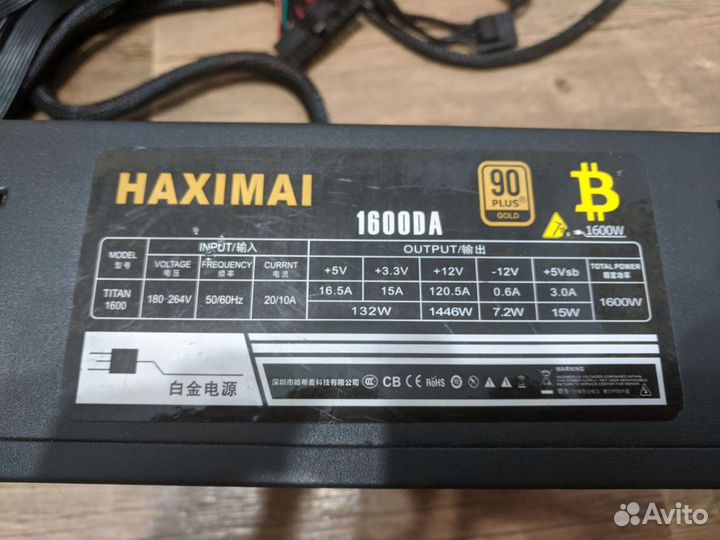 HAXIMAI
90
PLUS®
GOLD
1600DA
1600W
MODEL
型号
INPUT/输入
OUTPUT/输出
VOLTAGE
电压
FREQUENCY
频率
CURRNT
电流
+5V
+3.3V
+12V
-12V
+5Vsb
TOTAL POWER
额定功率
TITAN
1600
180-264V
50/60Hz
20/10A
16.5A
15A
120.5A
0.6A
3.0A
1600W
132W
1446W
7.2W
15W
白金电源
深圳市哈希麦科技有限公司
CCC CB CE RoHS
WARNING
Avito